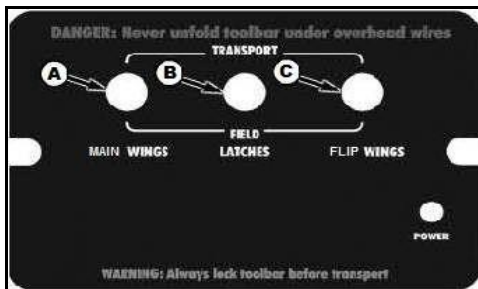 DANGER: Never unfold toolbar under overhead wires
TRANSPORT
A B C
FIELD
MAIN WINGS LATCHES FLIP WINGS
POWER
WARNING: Always lock toolbar before transport